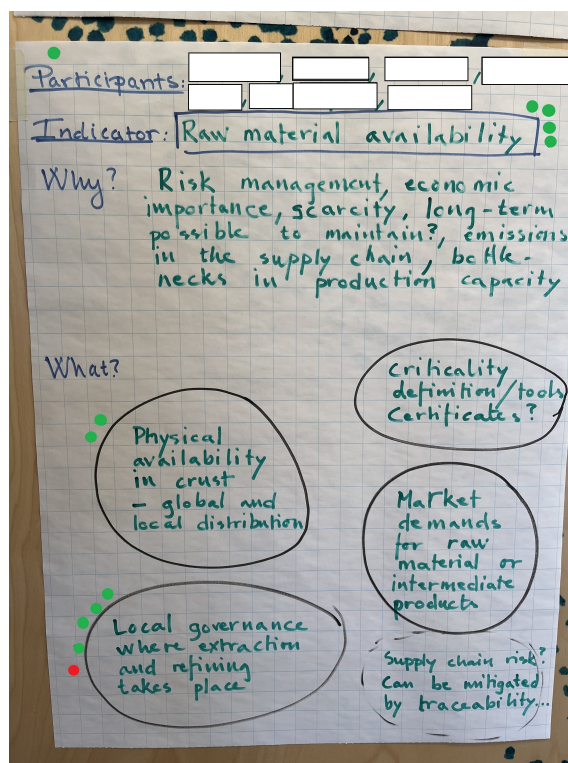 Participants:
Indicator: Raw material availability
Why? Risk management, economic
importance, scarcity, long-term
possible to maintain?, emissions
in the supply chain, bottle-
necks in production capacity
What?
Criticality
definition/tools
Certificates?
Physical
availability
in crust
- global and
local distribution
Market
demands
for raw
material or
intermediate
products
Local governance
where extraction
and refining
takes place
Supply chain risk?
can be mitigated
by traceability...